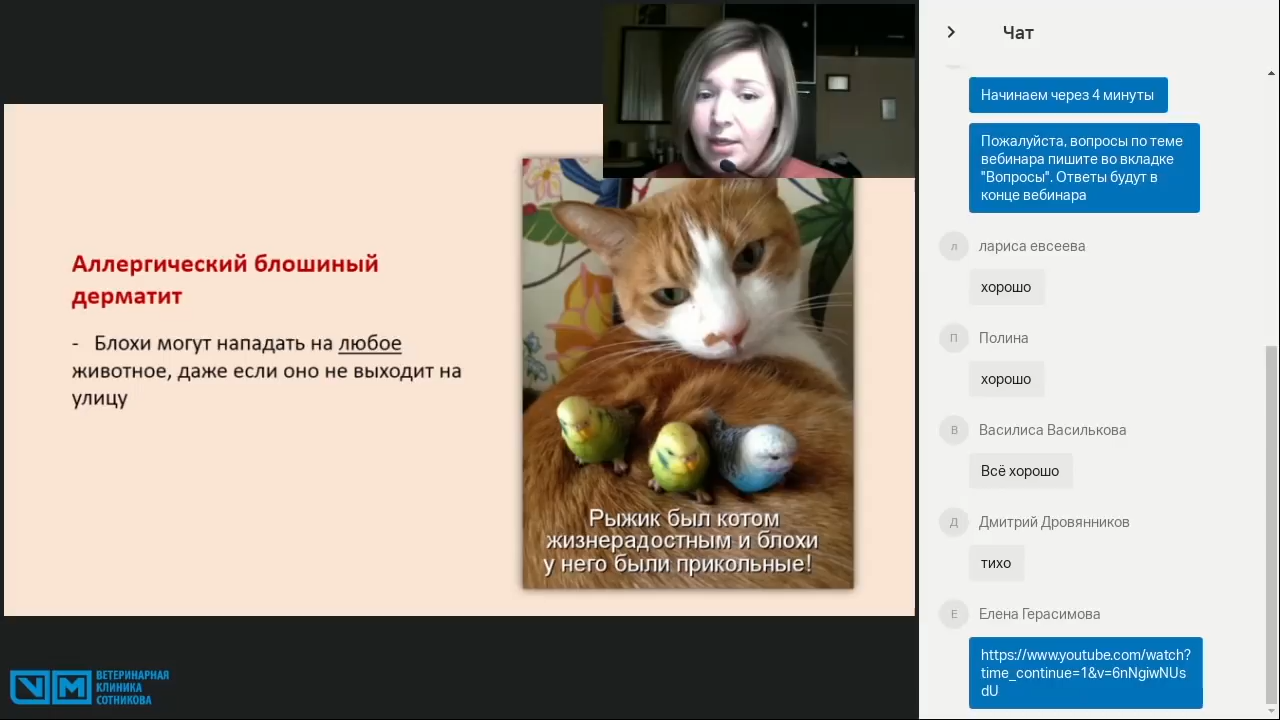 Аллергический блошиный
дерматит
- Блохи могут нападать на любое
животное, даже если оно не выходит на
улицу
Рыжик был котом
жизнерадостным и блохи
у него были прикольные!
VM
ВЕТЕРИНАРНАЯ
КЛИНИКА
СОТНИКОВА
Чат
Начинаем через 4 минуты
Пожалуйста, вопросы по теме
вебинара пишите во вкладке
"Вопросы". Ответы будут в
конце вебинара
л
лариса евсеева
хорошо
П
Полина
хорошо
В
Василиса Василькова
Всё хорошо
Д
Дмитрий Дровянников
тихо
Е
Елена Герасимова
https://www.youtube.com/watch?
time_continue=1&v=6nNgiwNUs
dU